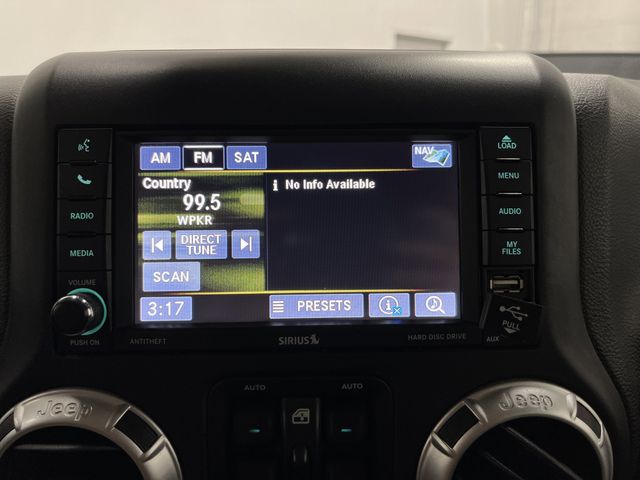 AM FM SAT NAV
Country
99.5
WPKR
DIRECT
TUNE
SCAN
i No Info Available
3:17
PRESETS
i
RADIO
MEDIA
VOLUME
PUSH ON
LOAD
MENU
AUDIO
MY
FILES
PULL
AUX
ANTITHEFT
SIRIUS
HARD DISC DRIVE
AUTO
AUTO
Jeep
Jeep